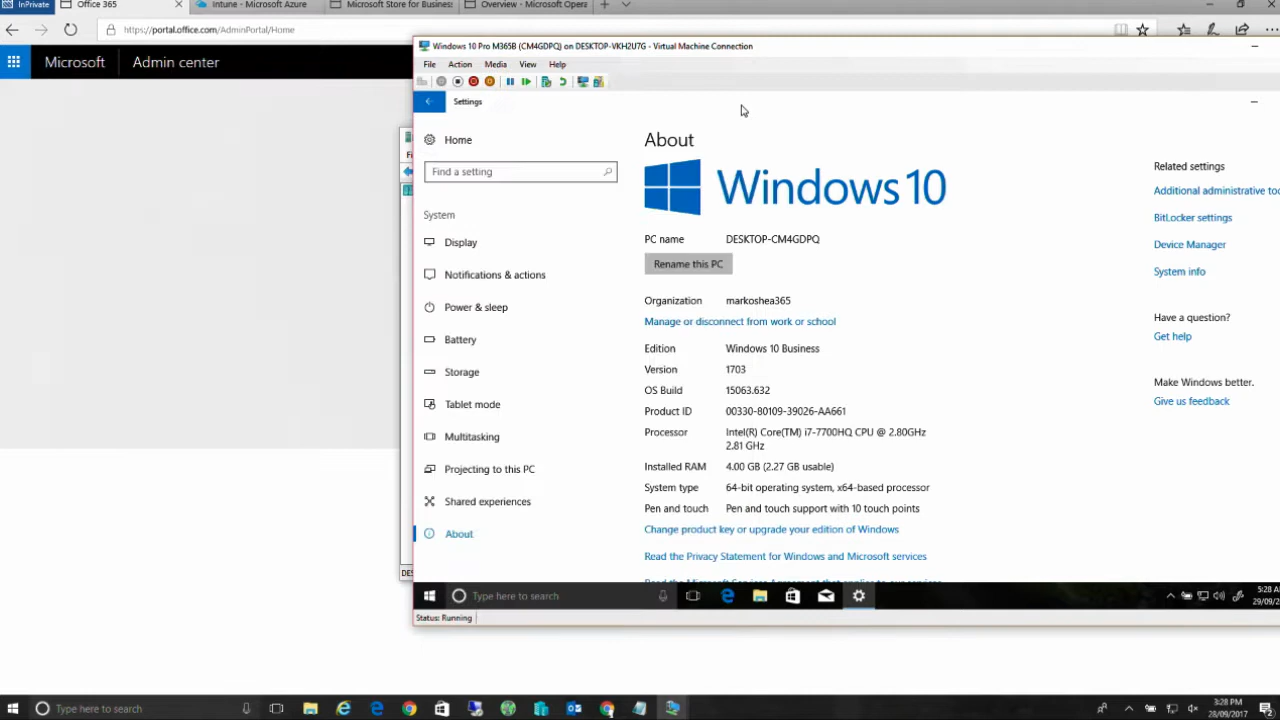 InPrivate
Office 365
Intune - Microsoft Azure
Microsoft Store for Business
Overview - Microsoft Opera
https://portal.office.com/AdminPortal/Home
Microsoft
Admin center
Windows 10 Pro M365B (CM4GDPQ) on DESKTOP-VKH2U7G - Virtual Machine Connection
File Action Media View Help
Settings
Home
Find a setting
System
Display
Notifications & actions
Power & sleep
Battery
Storage
Tablet mode
Multitasking
Projecting to this PC
Shared experiences
About
About
Windows 10
PC name DESKTOP-CM4GDPQ
Rename this PC
Organization markoshea365
Manage or disconnect from work or school
Edition Windows 10 Business
Version 1703
OS Build 15063.632
Product ID 00330-80109-39026-AA661
Processor Intel(R) Core(TM) i7-7700HQ CPU @ 2.80GHz
2.81 GHz
Installed RAM 4.00 GB (2.27 GB usable)
System type 64-bit operating system, x64-based processor
Pen and touch Pen and touch support with 10 touch points
Change product key or upgrade your edition of Windows
Read the Privacy Statement for Windows and Microsoft services
Related settings
Additional administrative too
BitLocker settings
Device Manager
System info
Have a question?
Get help
Make Windows better.
Give us feedback
Type here to search
5:28 A
29/09/2
Status: Running
Type here to search
3:28 PM
28/09/2017